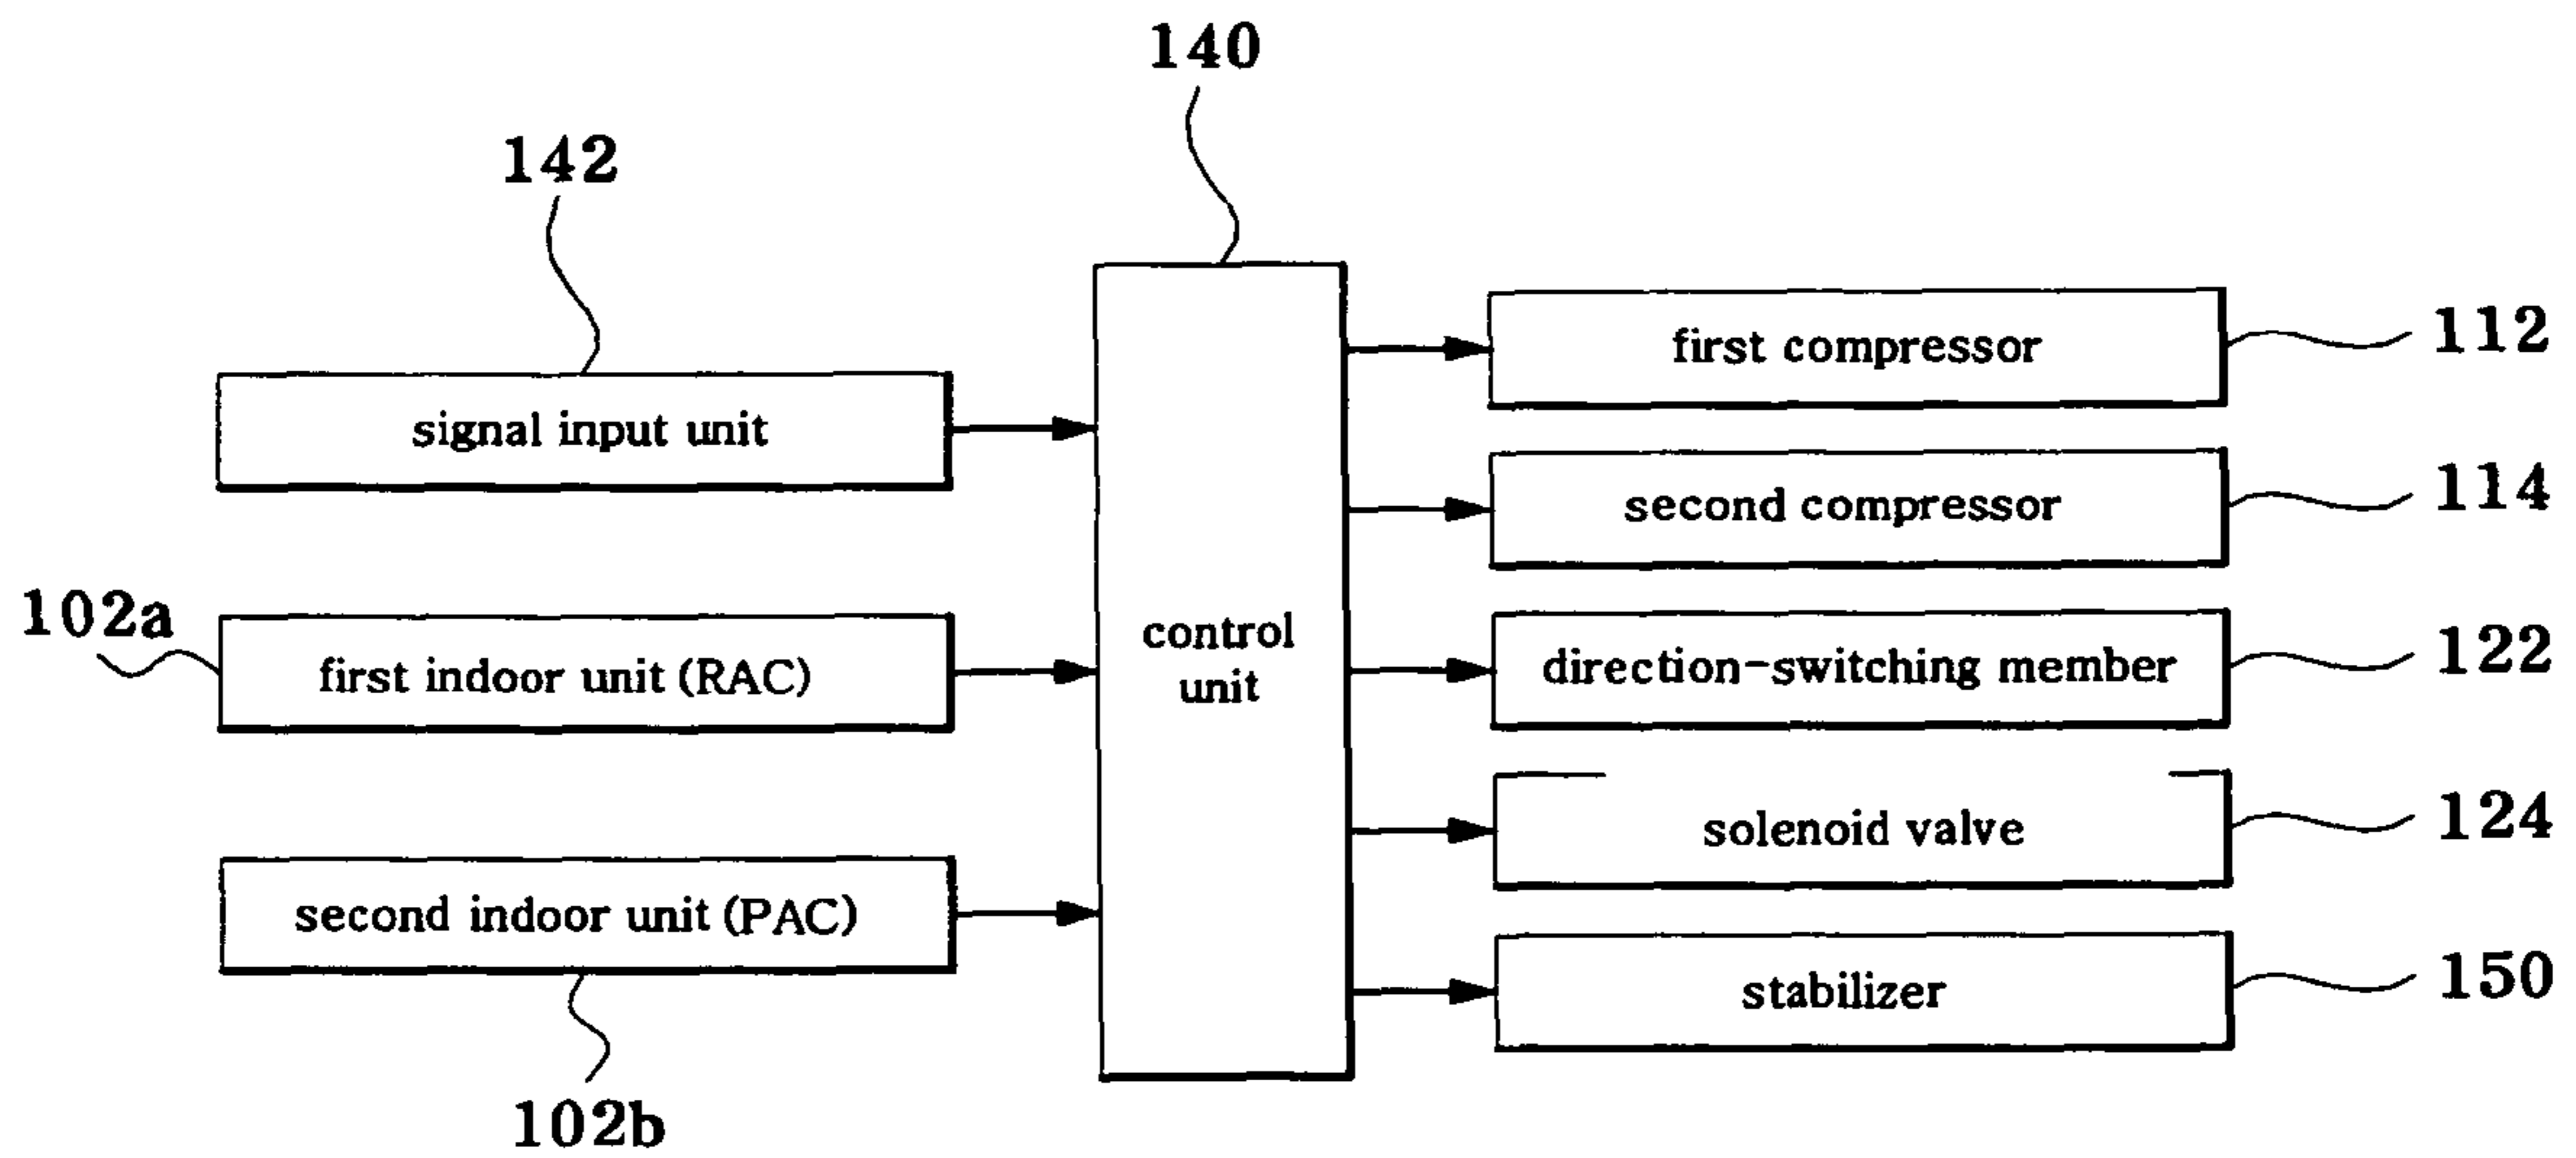 140
142
signal input unit
102a
first indoor unit (RAC)
second indoor unit (PAC)
102b
control
unit
first compressor
112
second compressor
114
direction-switching member
122
solenoid valve
124
stabilizer
150